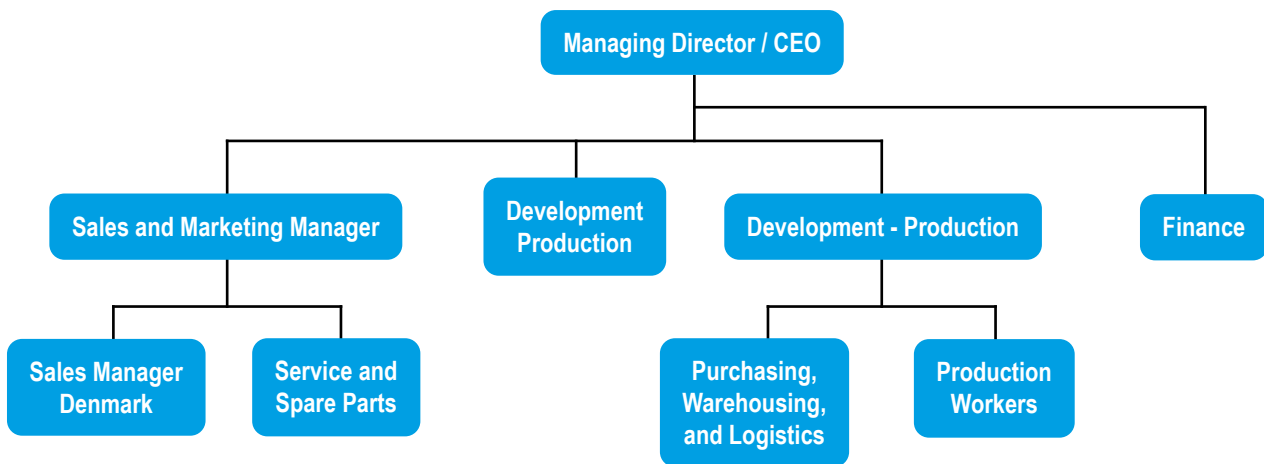 Managing Director / CEO
Sales and Marketing Manager
Development
Production
Development - Production
Finance
Sales Manager
Denmark
Service and
Spare Parts
Purchasing,
Warehousing,
and Logistics
Production
Workers